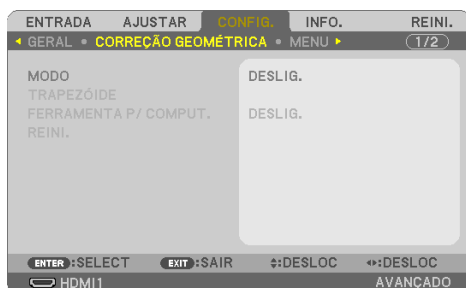 ENTRADA AJUSTAR CONFIG. INFO. REINI.
GERAL • CORREÇÃO GEOMÉTRICA • MENU (1/2)
MODO DESLIG.
TRAPEZÓIDE
FERRAMENTA P/ COMPUT. DESLIG.
REINI.
ENTER :SELECT EXIT :SAIR :DESLOC :DESLOC
HDMI1 AVANÇADO